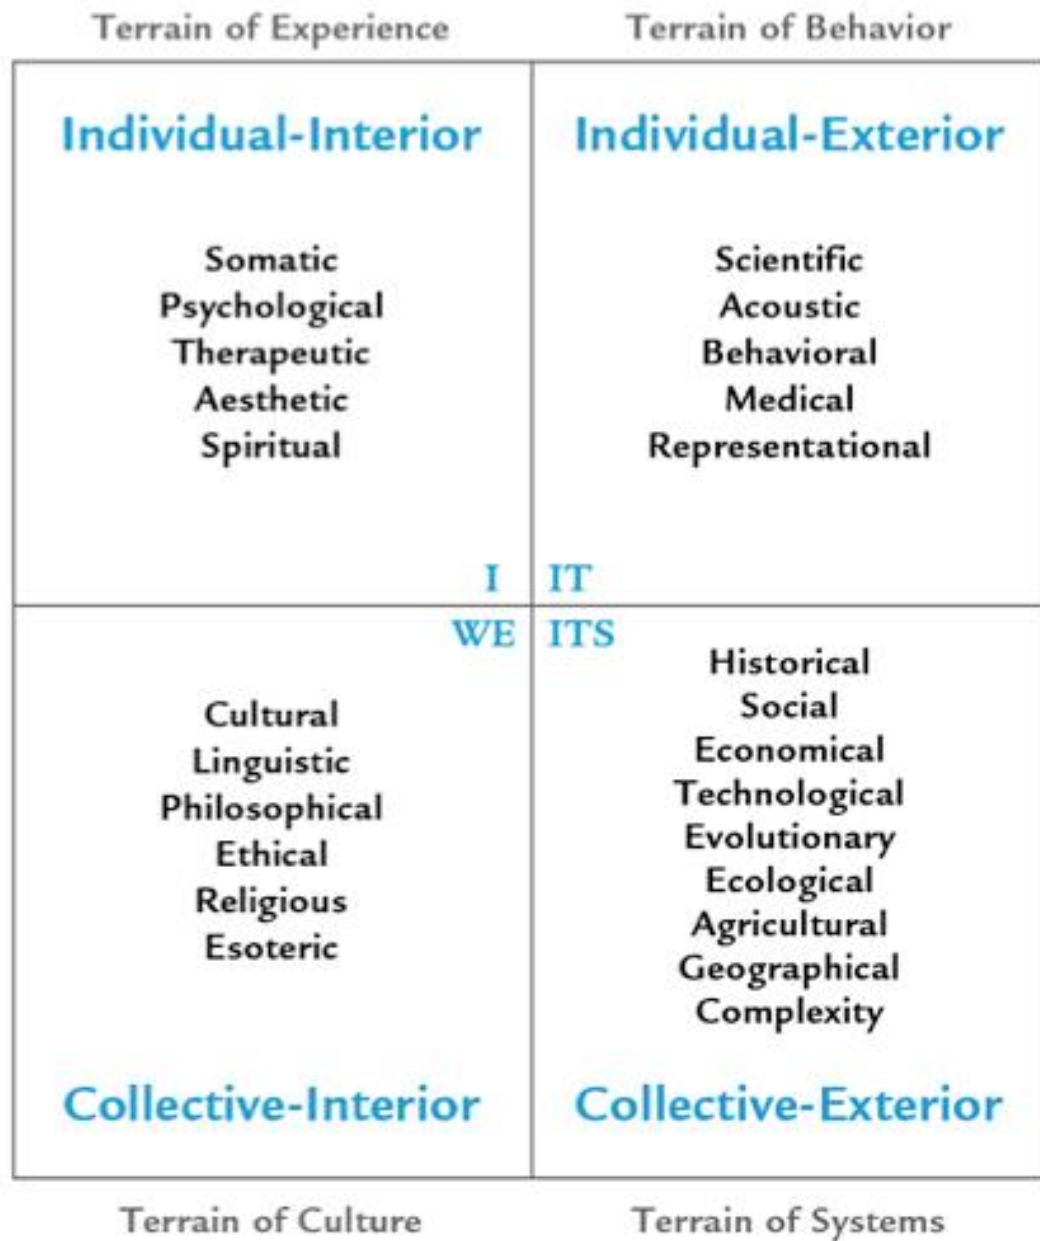 Terrain of Experience
Terrain of Behavior
Individual-Interior
Somatic
Psychological
Therapeutic
Aesthetic
Spiritual
I
Individual-Exterior
Scientific
Acoustic
Behavioral
Medical
Representational
IT
WE
Cultural
Linguistic
Philosophical
Ethical
Religious
Esoteric
Collective-Interior
ITS
Historical
Social
Economical
Technological
Evolutionary
Ecological
Agricultural
Geographical
Complexity
Collective-Exterior
Terrain of Culture
Terrain of Systems